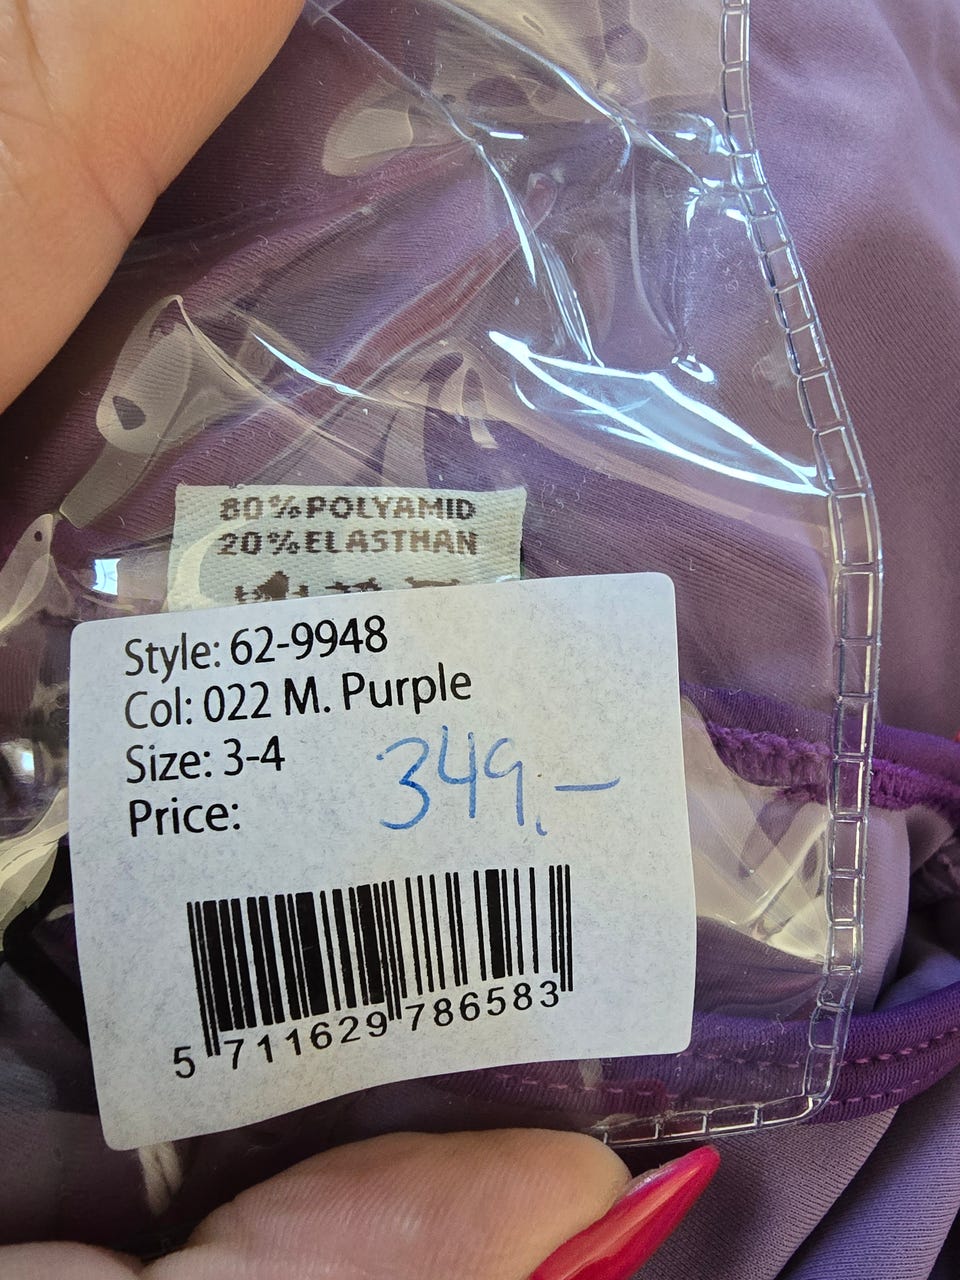 80%POLYAMID
20%ELASTHAN
Style: 62-9948
Col: 022 M. Purple
Size: 3-4
Price: 349.-
5 711629 786583